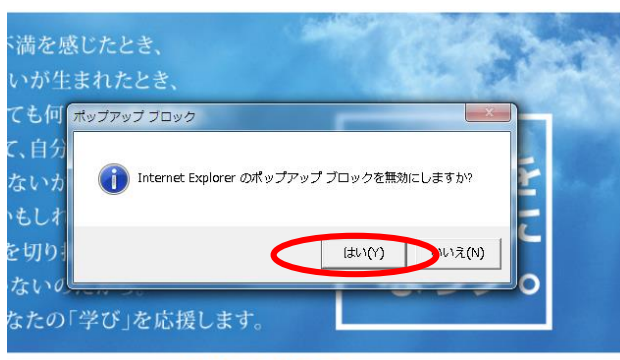 満を感じたとき、
いが生まれたとき、
ても何
ポップアップ ブロック
て、自分
ないか
Internet Explorer のポップアップ ブロックを無効にしますか?
もしれ
を切り
はい(Y)
いいえ(N)
ないの
なたの「学び」を応援します。